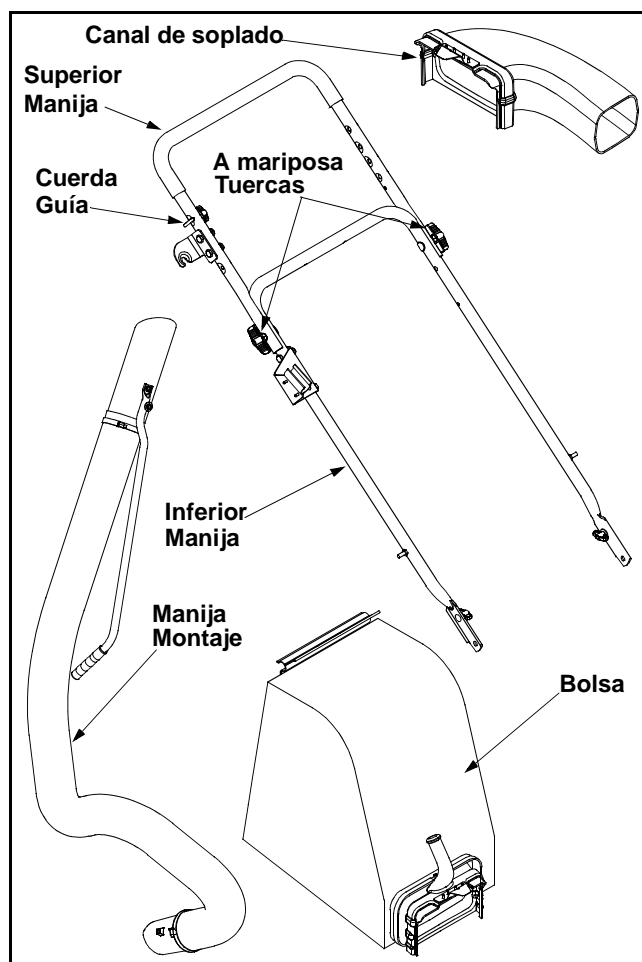 Canal de soplado
Superior
Manija
A mariposa
Tuercas
Cuerda
Guía
Inferior
Manija
Manija
Montaje
Bolsa